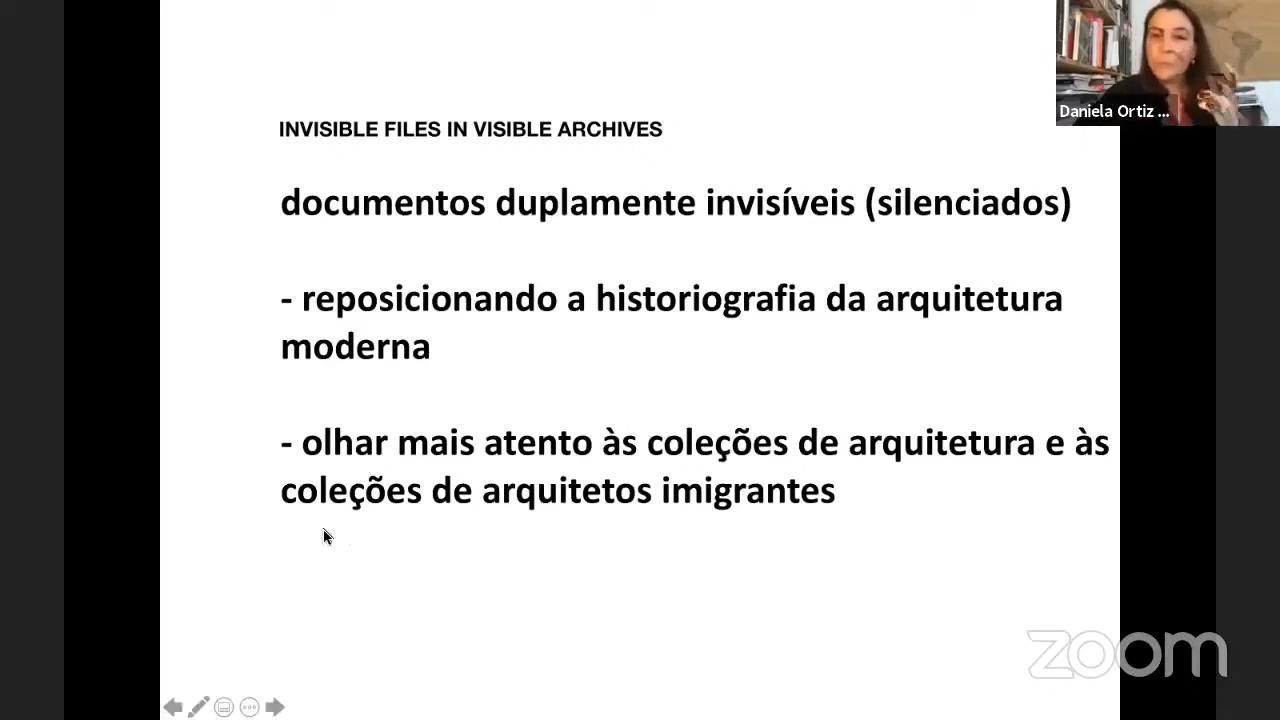 Daniela Ortiz ...
INVISIBLE FILES IN VISIBLE ARCHIVES
documentos duplamente invisíveis (silenciados)
- reposicionando a historiografia da arquitetura
moderna
- olhar mais atento às coleções de arquitetura e às
coleções de arquitetos imigrantes
zoom